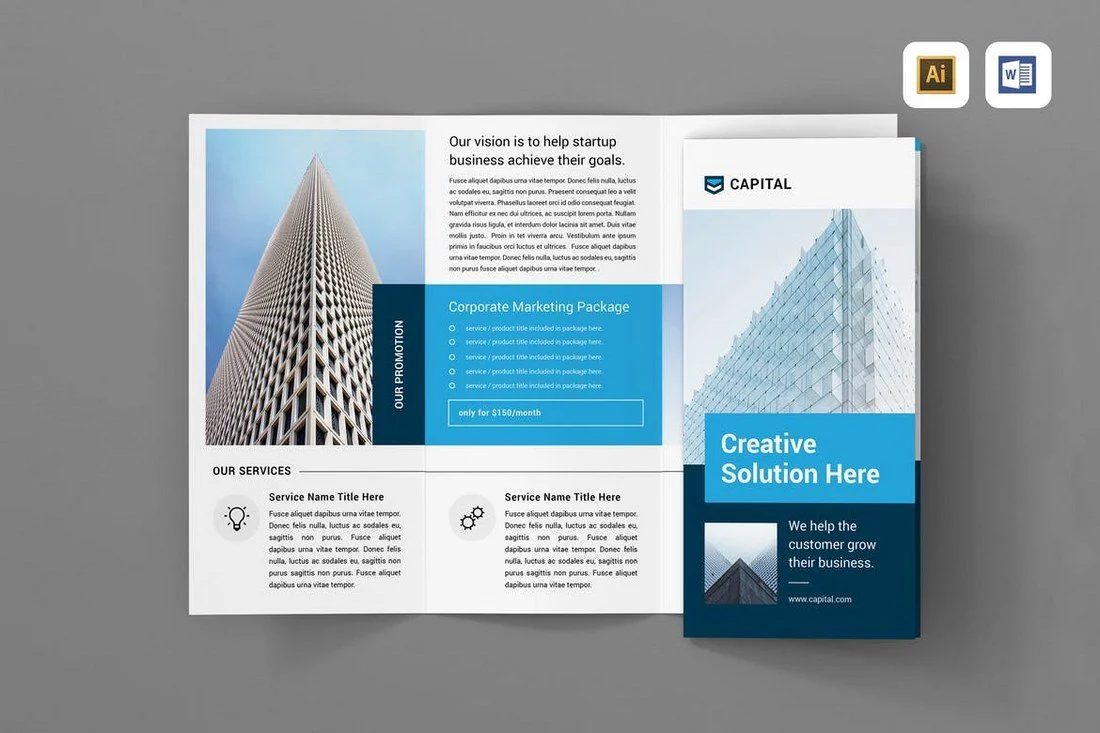 Ai
W
Our vision is to help startup
business achieve their goals.
Fusce aliquet dapibus urna vitae tempor. Donec felis nulla, luctus
ac sodales eu, sagittis non purus. Praesent consequat leo a velit
volutpat viverra. Phasellus laoreet orci id odio consequat feugiat.
Nam efficitur ex nec dui ultrices, ac suscipit lorem porta. Nullam
gravida risus ligula, et interdum dolor lacinia sit amet. Duis vitae
mollis justo. Proin in tet viverra arcu. Vestibulum ante ipsum
primis in faucibus orci luctus et ultrices. Fusce aliquet dapibus
urna vitae tempor. Donec felis nulla, luctus ac sodales eu, sagittis
non purus fusce aliquet dapibus urna vitae tempor. .
OUR PROMOTION
Corporate Marketing Package
service / product title included in package here.
service / product title included in package here.
service / product title included in package here.
service / product title included in package here.
service / product title included in package here.
only for $150/month
OUR SERVICES
Service Name Title Here
Fusce aliquet dapibus urna vitae tempor.
Donec felis nulla, luctus ac sodales eu,
sagittis non purus. Fusce aliquet
dapibus urna vitae tempor. Donec felis
nulla, luctus ac sodales eu, sagittis non
purus sagittis non purus. Fusce aliquet
dapibus urna vitae tempor.
Service Name Title Here
Fusce aliquet dapibus urna vitae tempor.
Donec felis nulla, luctus ac sodales eu,
sagittis non purus. Fusce aliquet
dapibus urna vitae tempor. Donec felis
nulla, luctus ac sodales eu, sagittis non
purus sagittis non purus. Fusce aliquet
dapibus urna vitae tempor.
CAPITAL
Creative
Solution Here
We help the
customer grow
their business.
www.capital.com